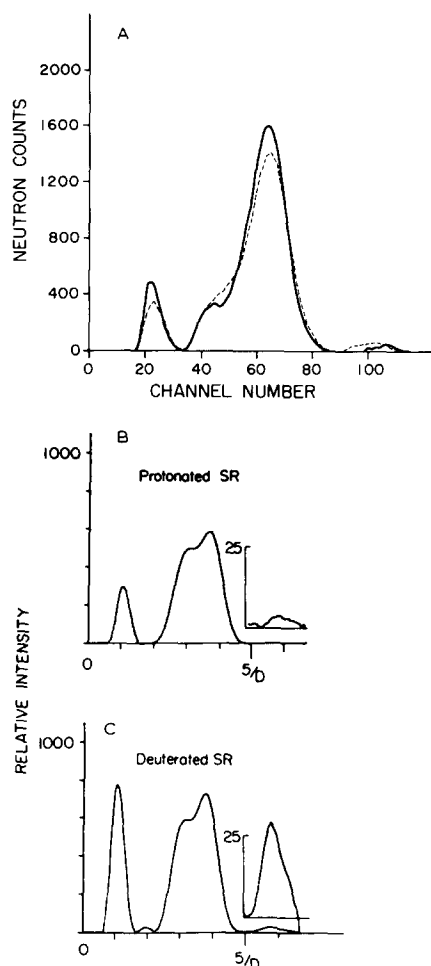 A
2000
1600
1200
800
400
0
NEUTRON COUNTS
0 20 40 60 80 100
CHANNEL NUMBER
B
1000
Protonated SR
25
0
5/D
RELATIVE INTENSITY
C
1000
Deuterated SR
25
0
5/D